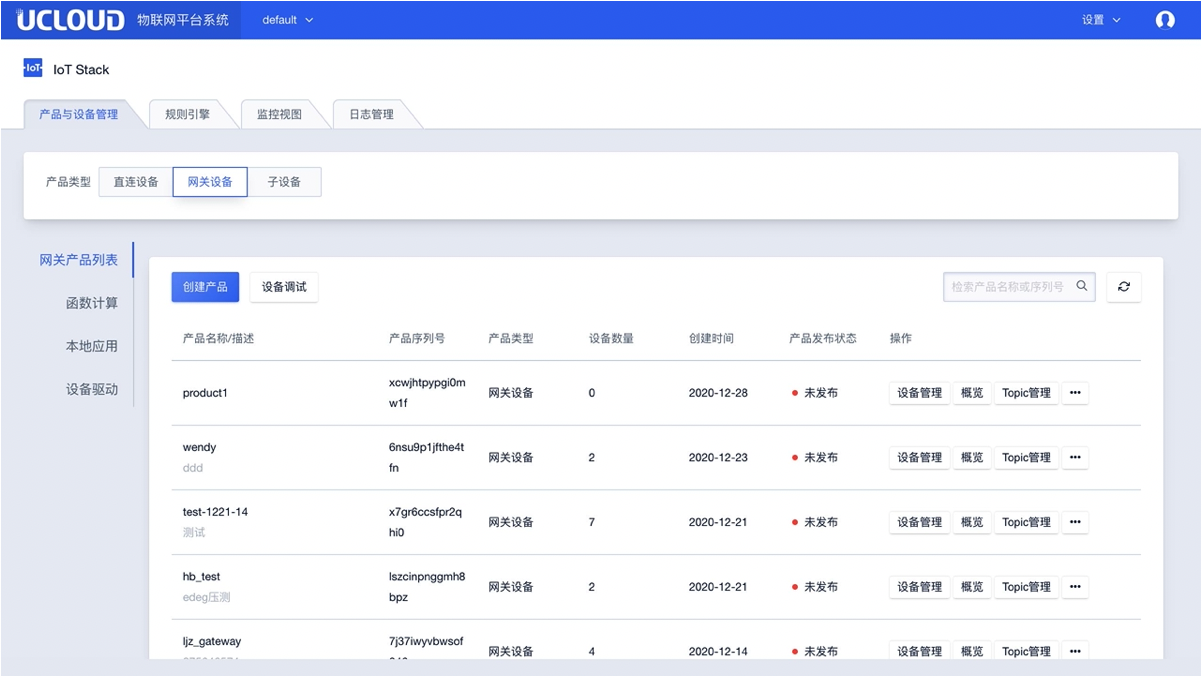 UCLOUD 物联网平台系统 default 设置
IoT IoT Stack
产品与设备管理 规则引擎 监控视图 日志管理
产品类型 直连设备 网关设备 子设备
网关产品列表
函数计算
本地应用
设备驱动
创建产品 设备调试 检索产品名称或序列号
产品名称/描述 产品序列号 产品类型 设备数量 创建时间 产品发布状态 操作
product1 xcwjhtpypgi0m 网关设备 0 2020-12-28 未发布 设备管理 概览 Topic管理 •••
w1f
wendy 6nsu9p1jfthe4t 网关设备 2 2020-12-23 未发布 设备管理 概览 Topic管理 •••
ddd fn
test-1221-14 x7gr6ccsfpr2q 网关设备 7 2020-12-21 未发布 设备管理 概览 Topic管理 •••
测试 hi0
hb_test lszcinpnggmh8 网关设备 2 2020-12-21 未发布 设备管理 概览 Topic管理 •••
edeg压测 bpz
ljz_gateway 7j37iwyvbwsof 网关设备 4 2020-12-14 未发布 设备管理 概览 Topic管理 •••